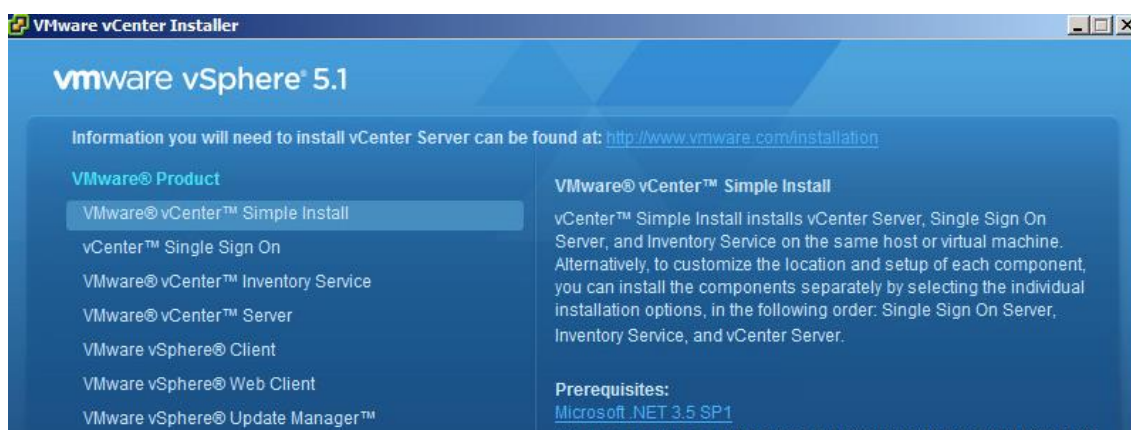 VMware vCenter Installer
vmware vSphere® 5.1
Information you will need to install vCenter Server can be found at: http://www.vmware.com/installation
VMware® Product
VMware® vCenter™ Simple Install
vCenter™ Single Sign On
VMware® vCenter™ Inventory Service
VMware® vCenter™ Server
VMware vSphere® Client
VMware vSphere® Web Client
VMware vSphere® Update Manager™
VMware® vCenter™ Simple Install
vCenter™ Simple Install installs vCenter Server, Single Sign On
Server, and Inventory Service on the same host or virtual machine.
Alternatively, to customize the location and setup of each component,
you can install the components separately by selecting the individual
installation options, in the following order: Single Sign On Server,
Inventory Service, and vCenter Server.
Prerequisites:
Microsoft .NET 3.5 SP1